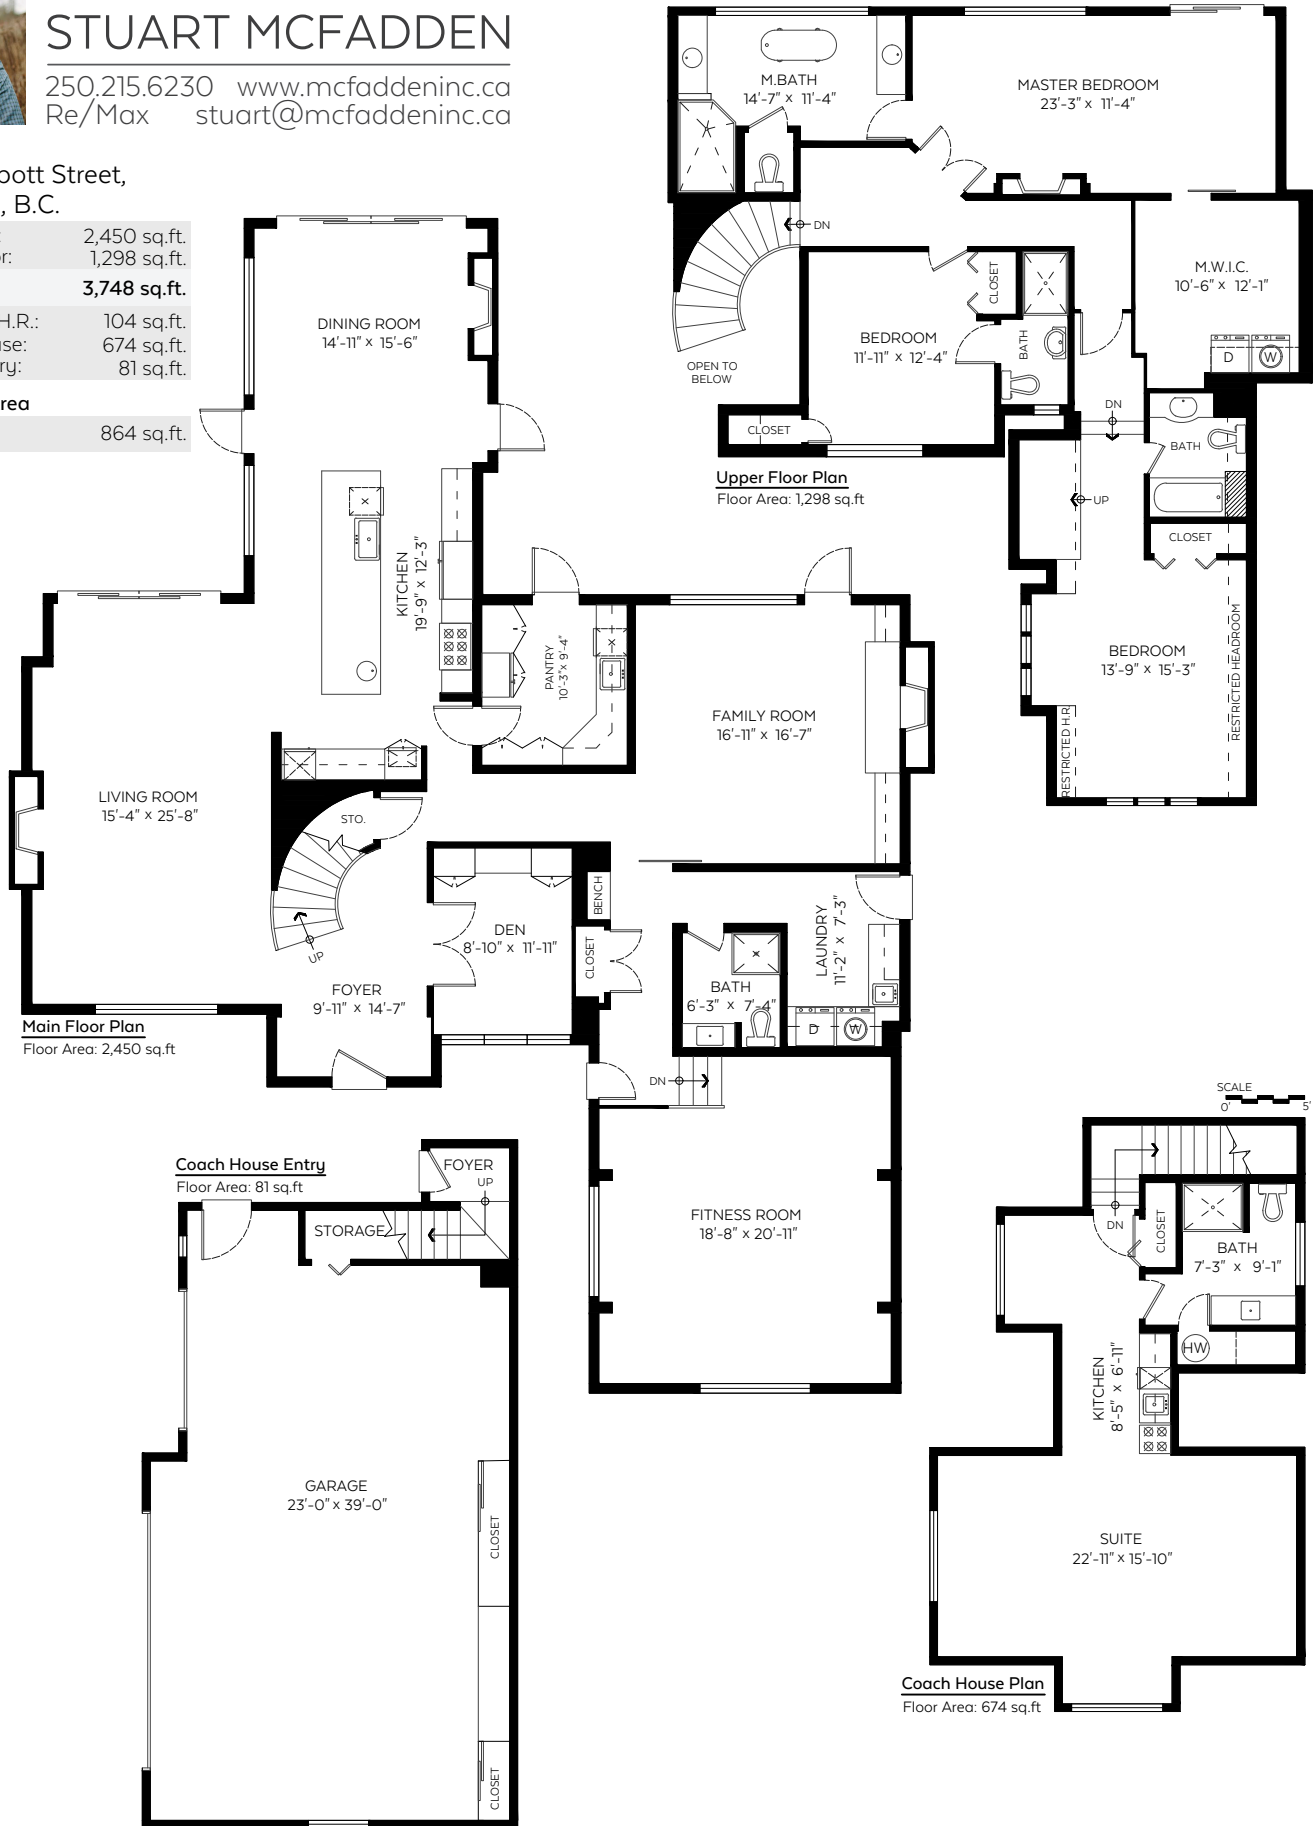 STUART MCFADDEN
250.215.6230 www.mcfaddeninc.ca
Re/Max stuart@mcfaddeninc.ca
Street,
, B.C.
2,450 sq.ft.
1,298 sq.ft.
3,748 sq.ft.
H.R.: 104 sq.ft.
674 sq.ft.
81 sq.ft.
864 sq.ft.
M.BATH
14'-7" x 11'-4"
MASTER BEDROOM
23'-3" x 11'-4"
DN
M.W.I.C.
10'-6" x 12'-1"
D W
CLOSET
BEDROOM
11'-11" x 12'-4"
BATH
OPEN TO
BELOW
CLOSET
DN
BATH
UP
CLOSET
BEDROOM
13'-9" x 15'-3"
RESTRICTED HEADROOM
RESTRICTED H.R
Upper Floor Plan
Floor Area: 1,298 sq.ft
DINING ROOM
14'-11" x 15'-6"
KITCHEN
19'-9" x 12'-3"
PANTRY
10'-3" x 9'-4"
FAMILY ROOM
16'-11" x 16'-7"
LIVING ROOM
15'-4" x 25'-8"
STO.
UP
FOYER
9'-11" x 14'-7"
DEN
8'-10" x 11'-11"
BENCH
CLOSET
BATH
6'-3" x 7'-4"
LAUNDRY
11'-2" x 7'-3"
D W
DN
FITNESS ROOM
18'-8" x 20'-11"
Main Floor Plan
Floor Area: 2,450 sq.ft
Coach House Entry
Floor Area: 81 sq.ft
FOYER
UP
STORAGE
GARAGE
23'-0" x 39'-0"
CLOSET
CLOSET
SCALE
0' 5'
DN
CLOSET
BATH
7'-3" x 9'-1"
HW
KITCHEN
8'-5" x 6'-11"
SUITE
22'-11" x 15'-10"
Coach House Plan
Floor Area: 674 sq.ft